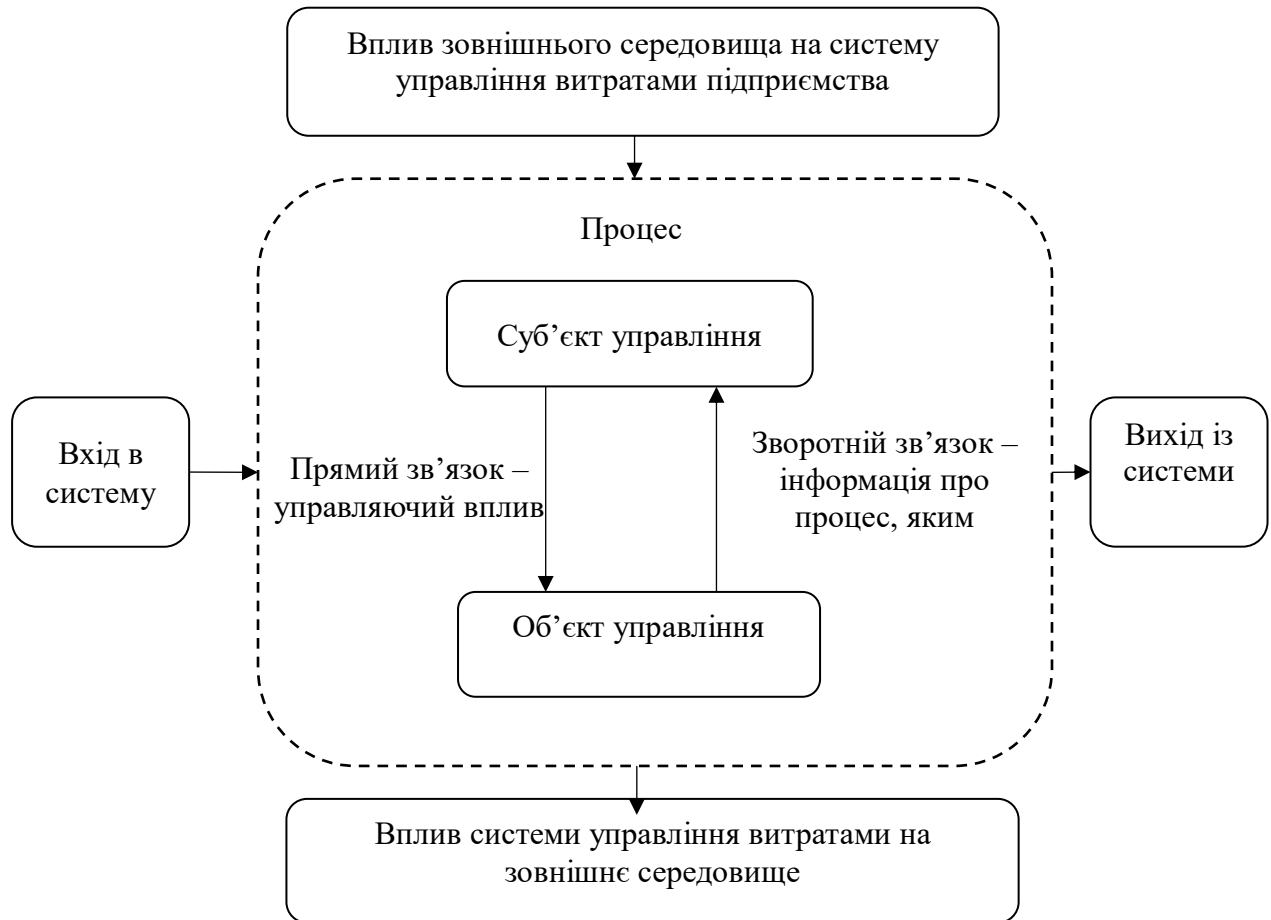 Вплив зовнішнього середовища на систему
управління витратами підприємства
Процес
Суб’єкт управління
Вхід в
систему
Прямий зв’язок –
управляючий вплив
Зворотній зв’язок –
інформація про
процес, яким
Вихід із
системи
Об’єкт управління
Вплив системи управління витратами на
зовнішнє середовище